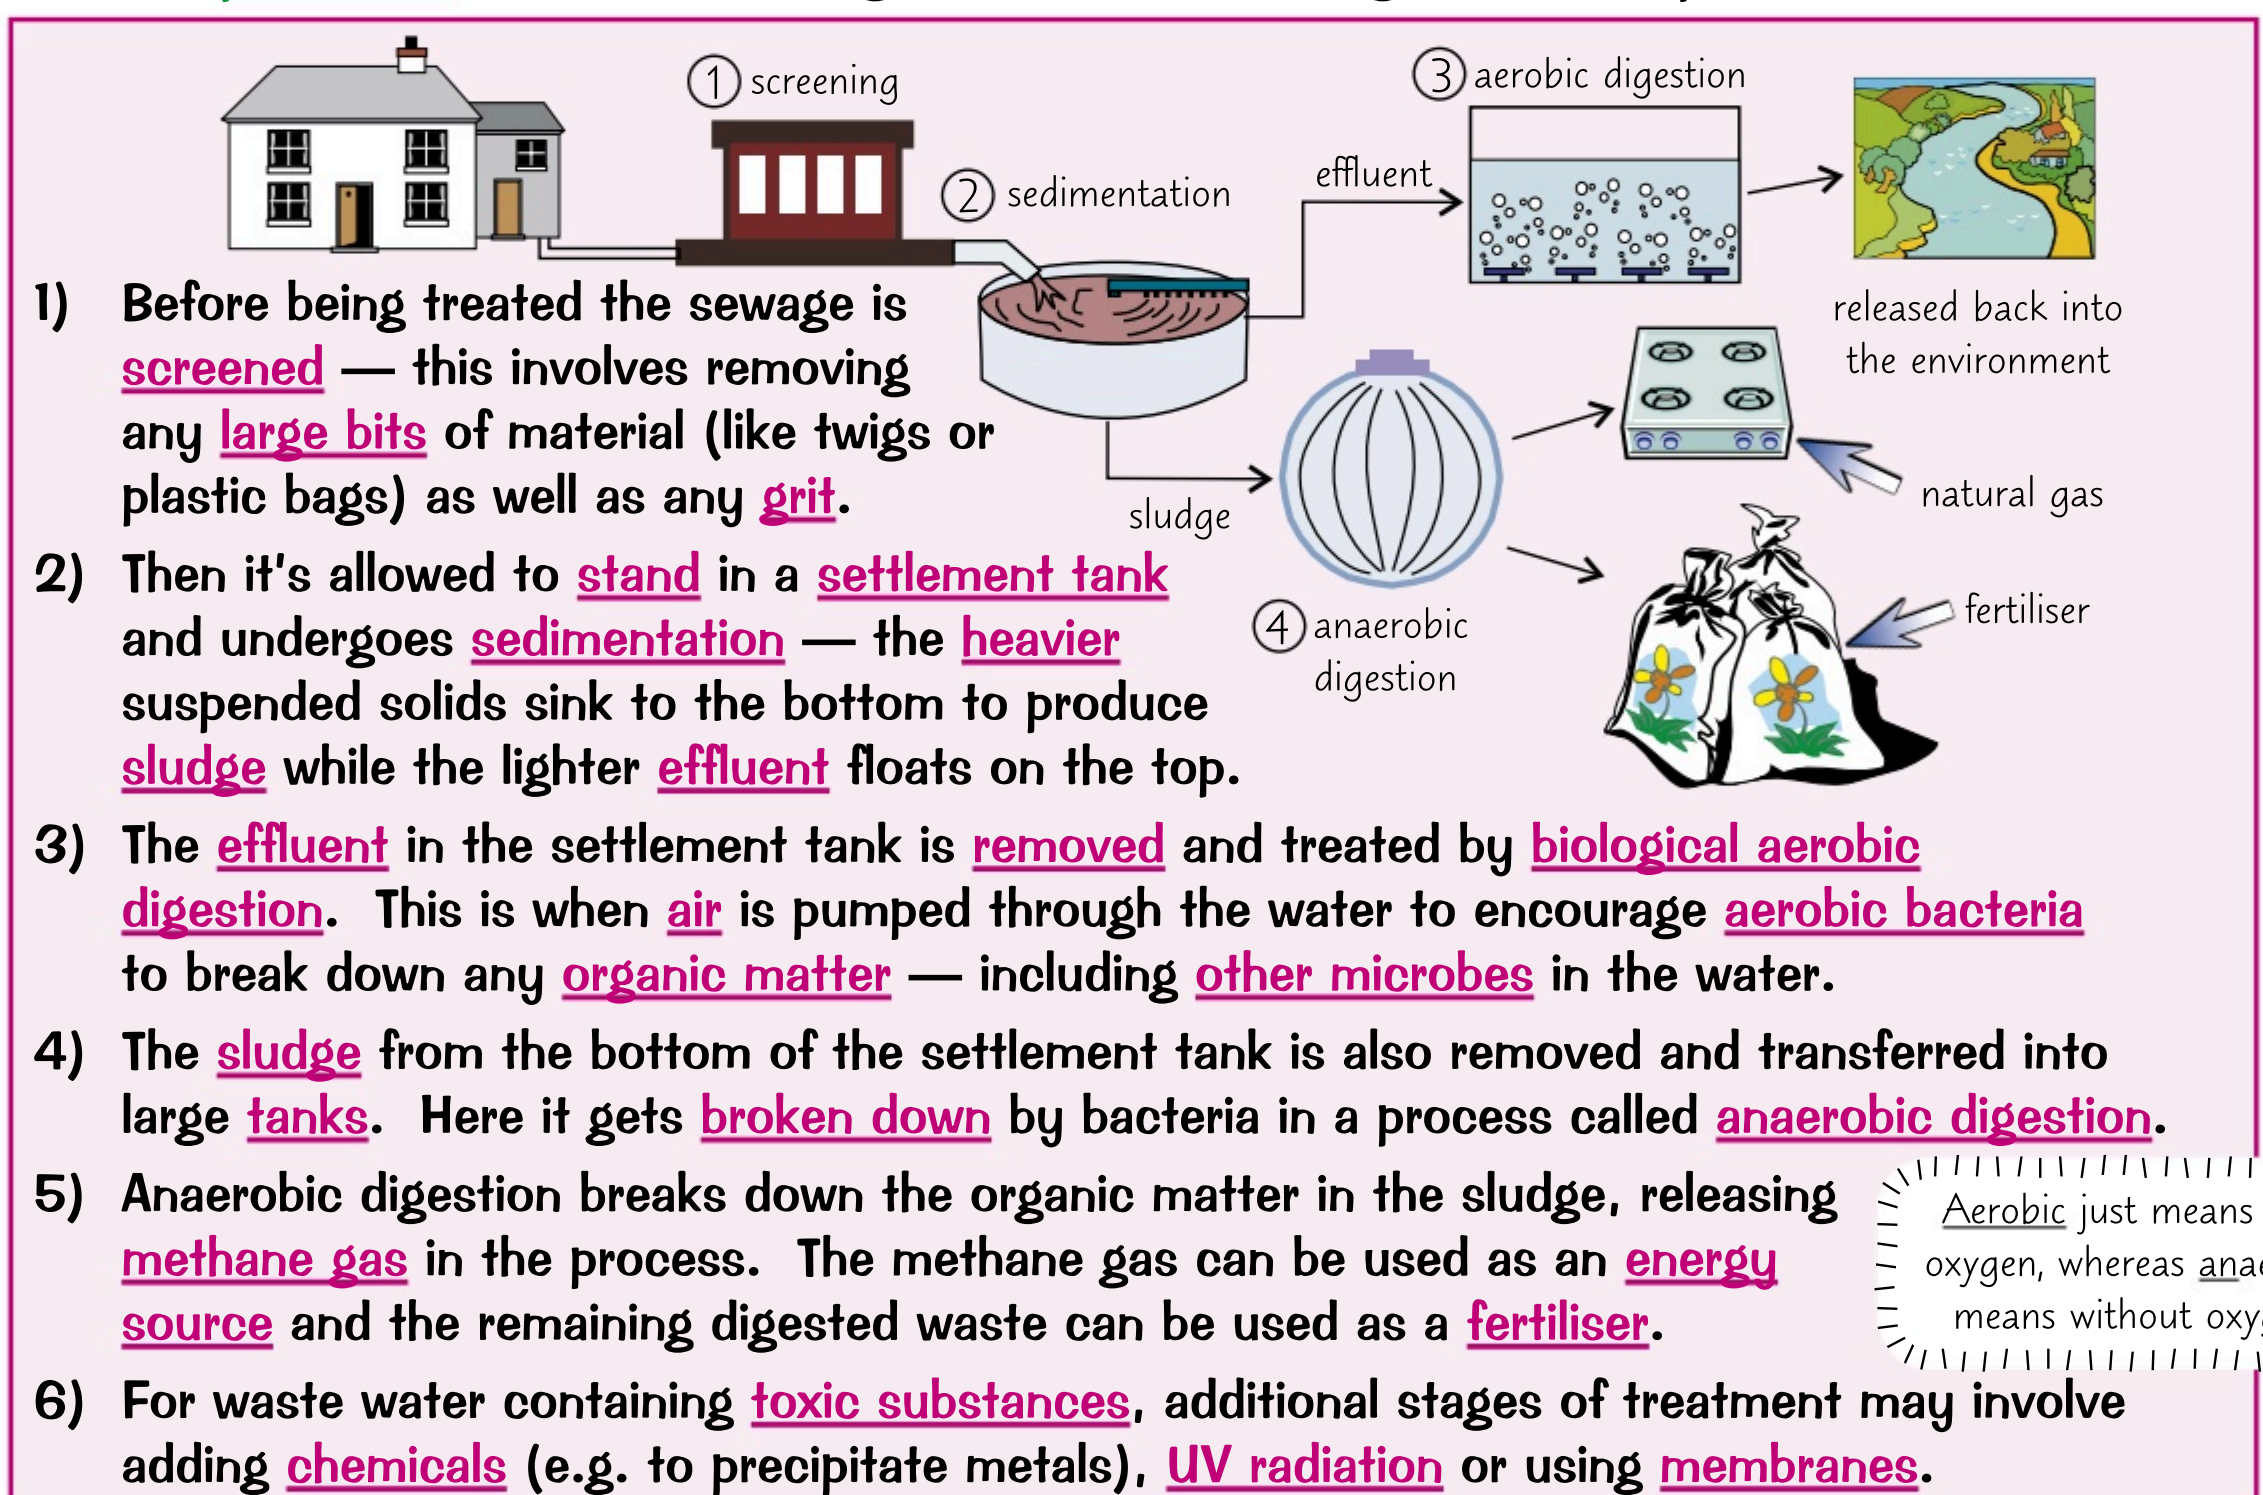 ① screening
② sedimentation
③ aerobic digestion
effluent
released back into
the environment
sludge
④ anaerobic
digestion
natural gas
fertiliser
1) Before being treated the sewage is
screened — this involves removing
any large bits of material (like twigs or
plastic bags) as well as any grit.
2) Then it's allowed to stand in a settlement tank
and undergoes sedimentation — the heavier
suspended solids sink to the bottom to produce
sludge while the lighter effluent floats on the top.
3) The effluent in the settlement tank is removed and treated by biological aerobic
digestion. This is when air is pumped through the water to encourage aerobic bacteria
to break down any organic matter — including other microbes in the water.
4) The sludge from the bottom of the settlement tank is also removed and transferred into
large tanks. Here it gets broken down by bacteria in a process called anaerobic digestion.
5) Anaerobic digestion breaks down the organic matter in the sludge, releasing
methane gas in the process. The methane gas can be used as an energy
source and the remaining digested waste can be used as a fertiliser.
Aerobic just means
oxygen, whereas
means without
6) For waste water containing toxic substances, additional stages of treatment may involve
adding chemicals (e.g. to precipitate metals), UV radiation or using membranes.